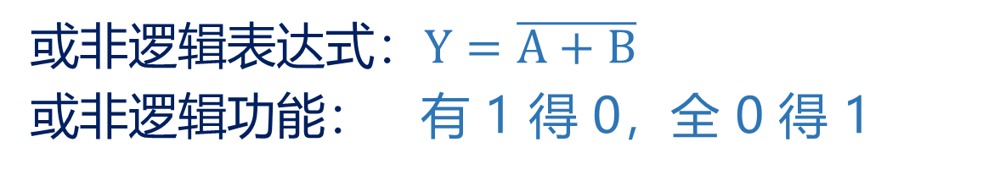 或非逻辑表达式：Y = \overline{A + B}
或非逻辑功能： 有 1 得 0，全 0 得 1